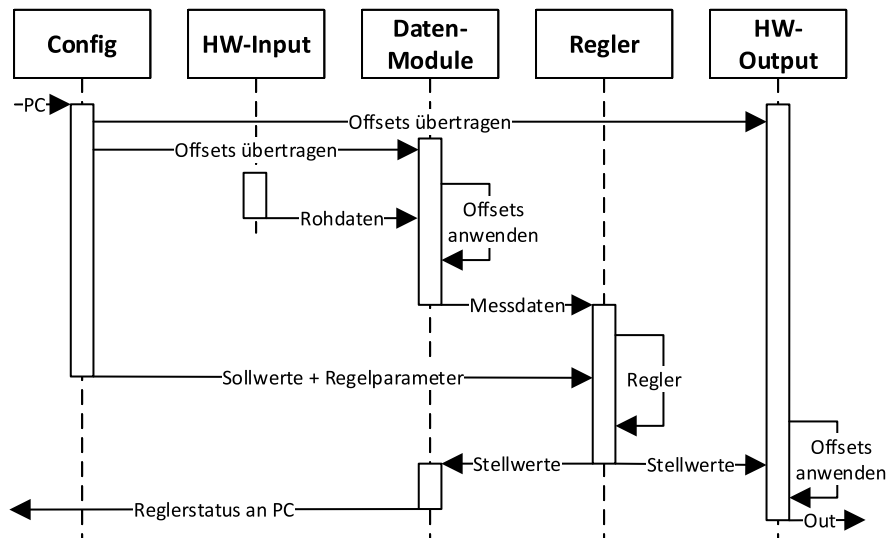 Config
HW-Input
Daten-
Module
Regler
HW-
Output
PC
Offsets übertragen
Offsets übertragen
Rohdaten
Offsets
anwenden
Messdaten
Sollwerte + Regelparameter
Regler
Stellwerte
Stellwerte
Offsets
anwenden
Reglerstatus an PC
Out